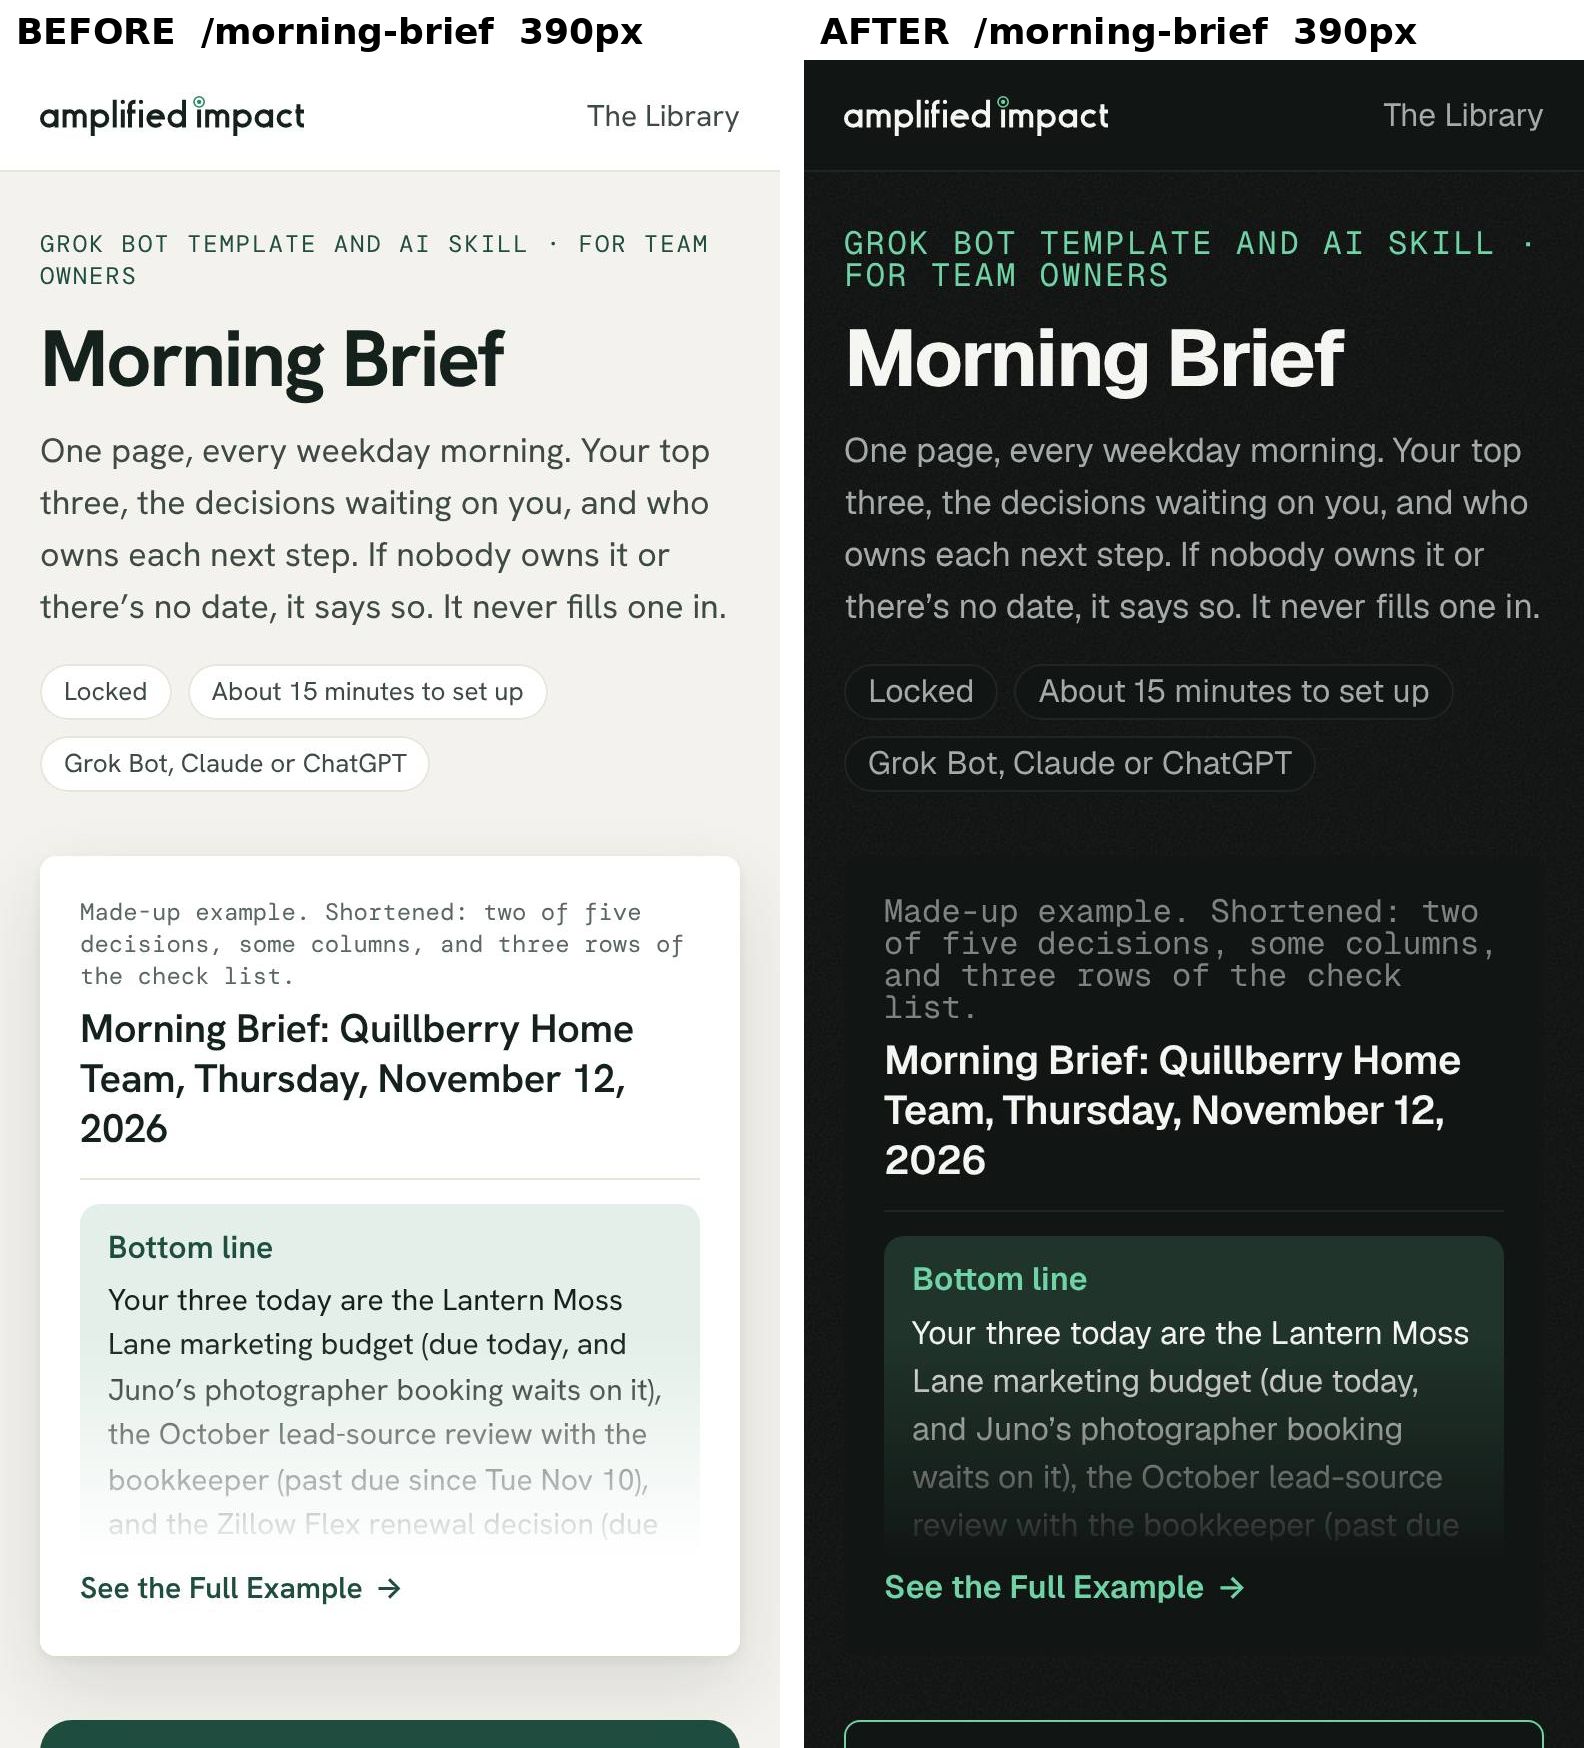 BEFORE /morning-brief 390px
amplified impact
The Library
GROK BOT TEMPLATE AND AI SKILL · FOR TEAM
OWNERS
Morning Brief
One page, every weekday morning. Your top
three, the decisions waiting on you, and who
owns each next step. If nobody owns it or
there’s no date, it says so. It never fills one in.
Locked
About 15 minutes to set up
Grok Bot, Claude or ChatGPT
Made-up example. Shortened: two of five
decisions, some columns, and three rows of
the check list.
Morning Brief: Quillberry Home
Team, Thursday, November 12,
2026
Bottom line
Your three today are the Lantern Moss
Lane marketing budget (due today, and
Juno’s photographer booking waits on it),
the October lead-source review with the
bookkeeper (past due since Tue Nov 10),
and the Zillow Flex renewal decision (due
See the Full Example →
AFTER /morning-brief 390px
amplified impact
The Library
GROK BOT TEMPLATE AND AI SKILL ·
FOR TEAM OWNERS
Morning Brief
One page, every weekday morning. Your top
three, the decisions waiting on you, and who
owns each next step. If nobody owns it or
there’s no date, it says so. It never fills one in.
Locked
About 15 minutes to set up
Grok Bot, Claude or ChatGPT
Made-up example. Shortened: two
of five decisions, some columns,
and three rows of the check
list.
Morning Brief: Quillberry Home
Team, Thursday, November 12,
2026
Bottom line
Your three today are the Lantern Moss
Lane marketing budget (due today,
and Juno’s photographer booking
waits on it), the October lead-source
review with the bookkeeper (past due
See the Full Example →